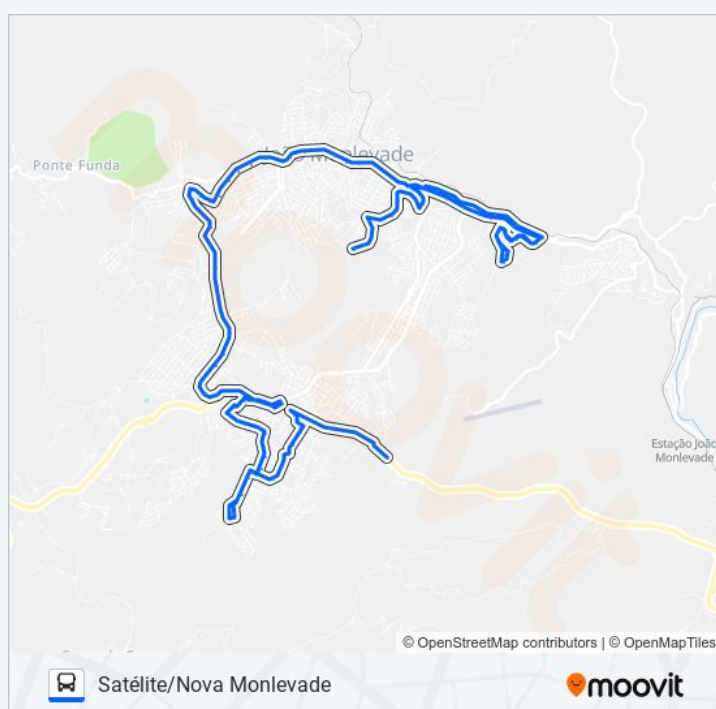 João Monlevade
Ponte Funda
Estação João
Monlevade
© OpenStreetMap contributors | © OpenMapTiles
Satélite/Nova Monlevade
moovit